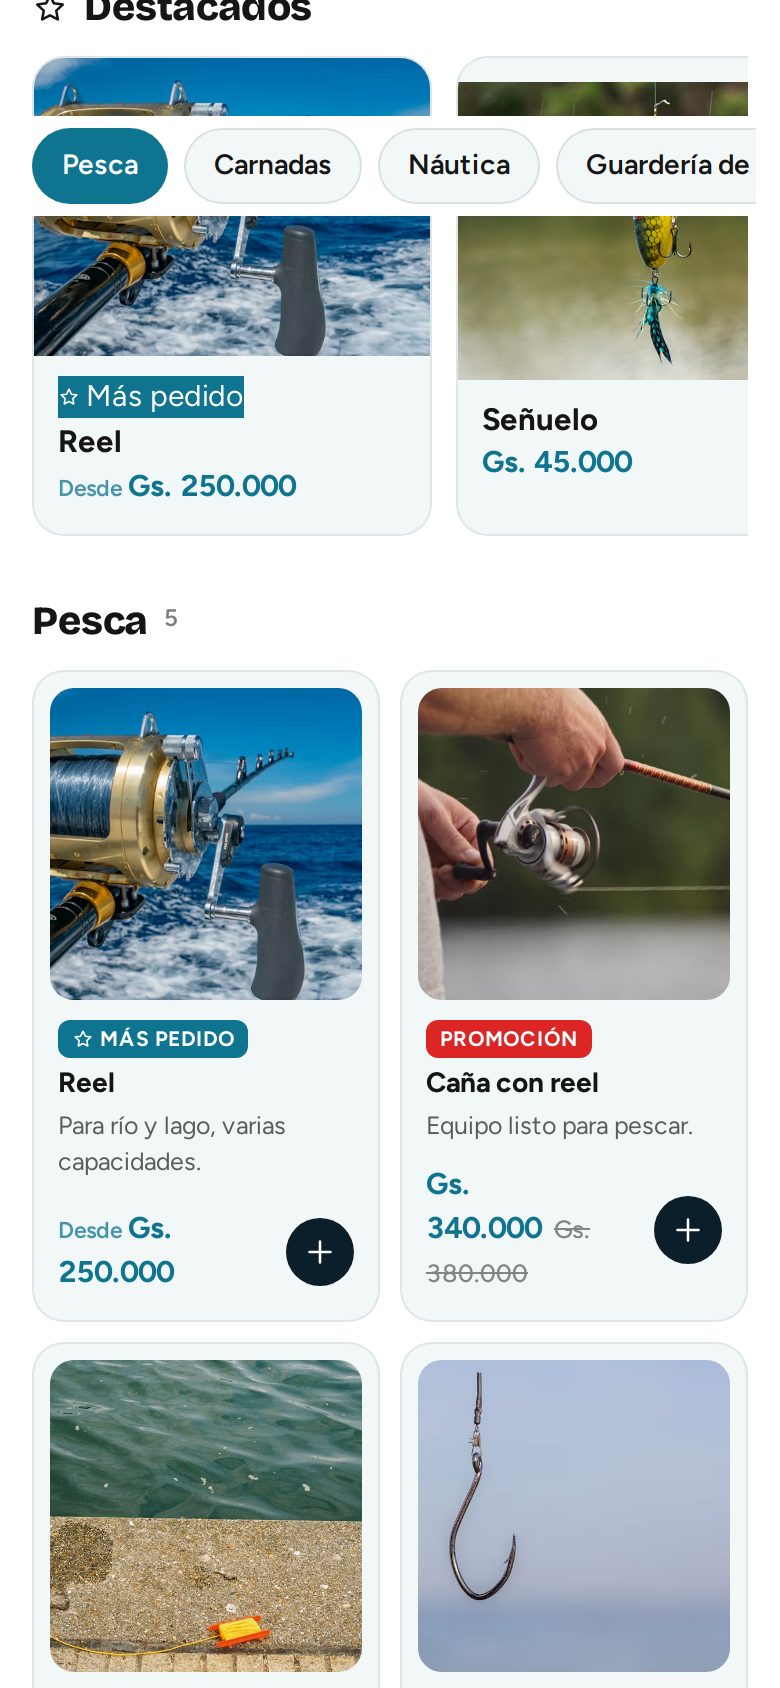 Destacados
Pesca
Carnadas
Náutica
Guardería de
Más pedido
Reel
Desde Gs. 250.000
Señuelo
Gs. 45.000
Pesca 5
MÁS PEDIDO
Reel
Para río y lago, varias
capacidades.
Desde Gs.
250.000
PROMOCIÓN
Caña con reel
Equipo listo para pescar.
Gs.
340.000 Gs.
380.000